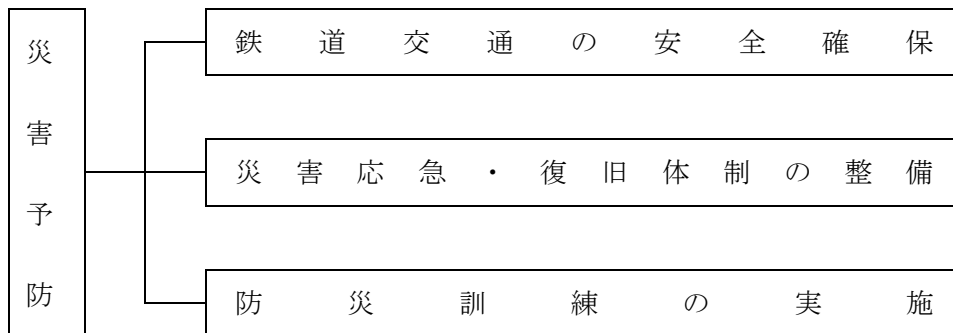 災害予防
鉄道交通の安全確保
災害応急・復旧体制の整備
防災訓練の実施